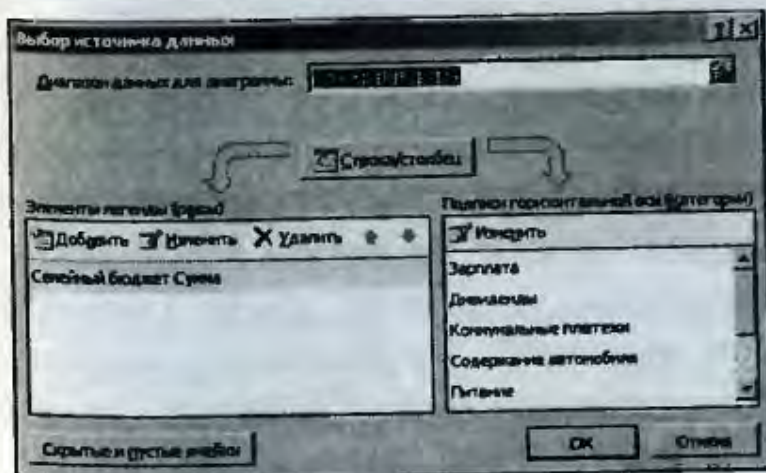 Выбор источника данных
Диапазон данных для диаграммы:
Строка/столбец
Элементы легенды (ряды)
Добавить Изменить Удалить
Семейный бюджет Сумма
Подписи горизонтальной оси (категории)
Изменить
Зарплата
Дивиденды
Коммунальные платежи
Содержание автомобиля
Питание
Скрытые и пустые ячейки
ОК
Отмена